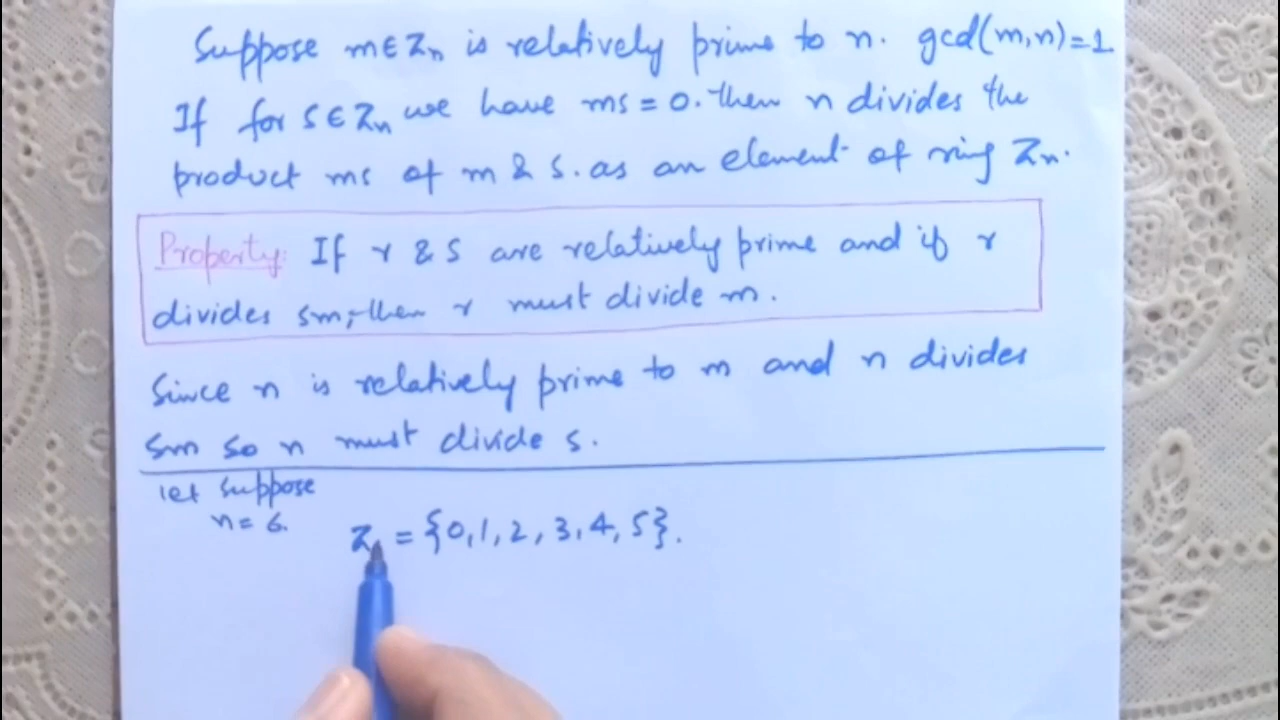 Suppose m∈Zn is relatively prime to n. gcd(m,n)=1
If for S∈Zn we have ms=0. then n divides the
product ms of m & s. as an element of ring Zn.
Property: If r & S are relatively prime and if r
divides sm, then r must divide m.
Since n is relatively prime to m and n divides
sm so n must divide s.
let suppose
n=6.
Z = {0,1,2,3,4,5}.